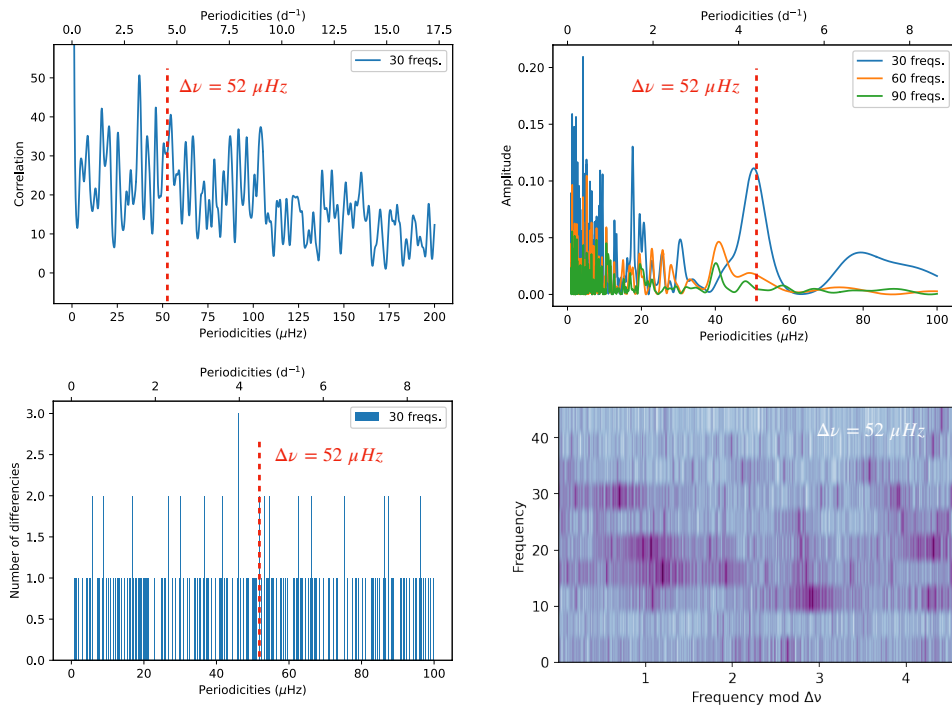 Periodicities (d⁻¹)
0.0 2.5 5.0 7.5 10.0 12.5 15.0 17.5
30 freqs.
Δν = 52 μHz
Correlation
50
40
30
20
10
0
0 25 50 75 100 125 150 175 200
Periodicities (μHz)
Periodicities (d⁻¹)
0 2 4 6 8
30 freqs.
60 freqs.
90 freqs.
Δν = 52 μHz
Amplitude
0.20
0.15
0.10
0.05
0.00
0 20 40 60 80 100
Periodicities (μHz)
Periodicities (d⁻¹)
0 2 4 6 8
30 freqs.
Δν = 52 μHz
Number of differencies
3.0
2.5
2.0
1.5
1.0
0.5
0.0
0 20 40 60 80 100
Periodicities (μHz)
Δν = 52 μHz
Frequency
40
30
20
10
0
1 2 3 4
Frequency mod Δν